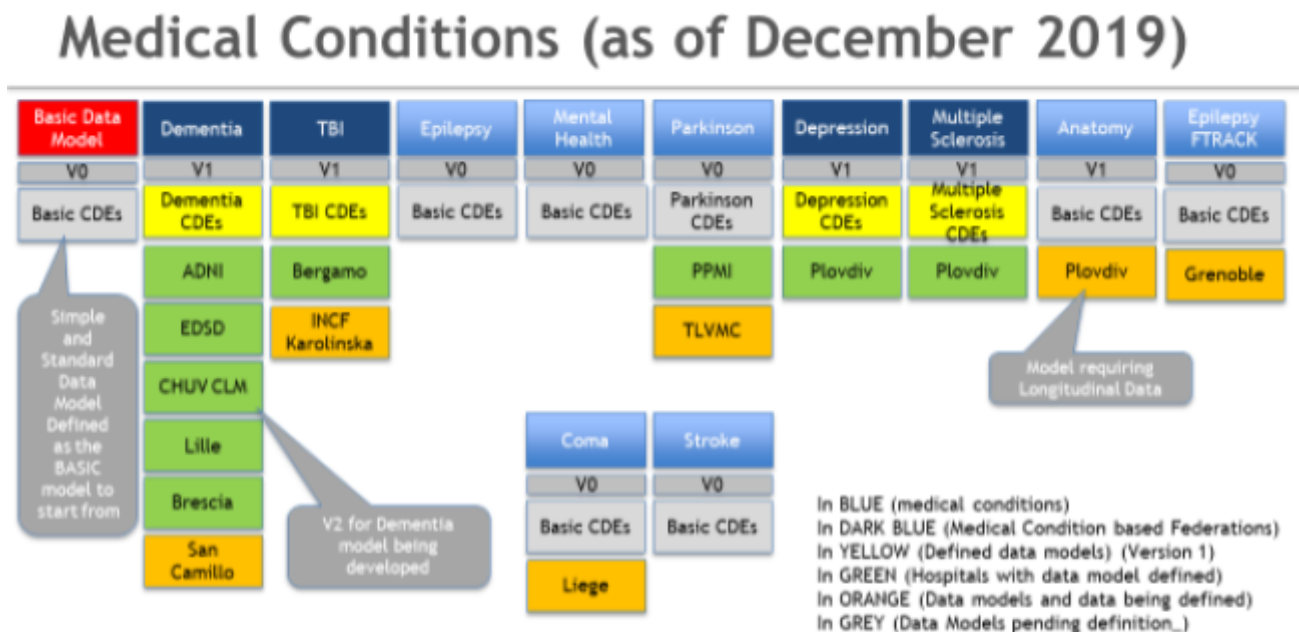 Medical Conditions (as of December 2019)
Basic Data
Model
V0
Basic CDEs
Simple
and
Standard
Data
Model
Defined
as the
BASIC
model to
start from
Dementia
V1
Dementia
CDEs
ADNI
EDSD
CHUV CLM
Lille
Brescia
San
Camillo
V2 for Dementia
model being
developed
TBI
V1
TBI CDEs
Bergamo
INCF
Karolinska
Epilepsy
V0
Basic CDEs
Mental
Health
V0
Basic CDEs
Parkinson
V0
Parkinson
CDEs
PPMI
TLVMC
Depression
V1
Depression
CDEs
Plovdiv
Multiple
Sclerosis
V1
Multiple
Sclerosis
CDEs
Plovdiv
Anatomy
V1
Basic CDEs
Plovdiv
Model requiring
Longitudinal Data
Epilepsy
FTRACK
V0
Basic CDEs
Grenoble
Coma
V0
Basic CDEs
Liege
Stroke
V0
Basic CDEs
In BLUE (medical conditions)
In DARK BLUE (Medical Condition based Federations)
In YELLOW (Defined data models) (Version 1)
In GREEN (Hospitals with data model defined)
In ORANGE (Data models and data being defined)
In GREY (Data Models pending definition_)